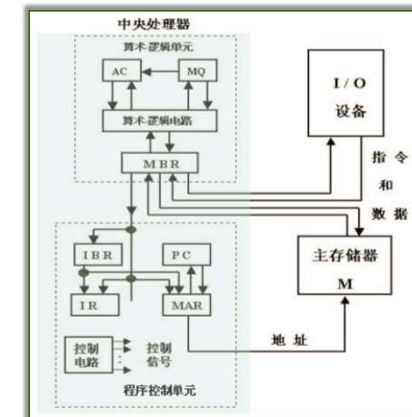 中央处理器
算术-逻辑单元
AC
MQ
算术-逻辑电路
MBR
I/O
设备
指令
和
数据
IBR
PC
IR
MAR
主存储器
M
控制
电路
控制
信号
地址
程序控制单元